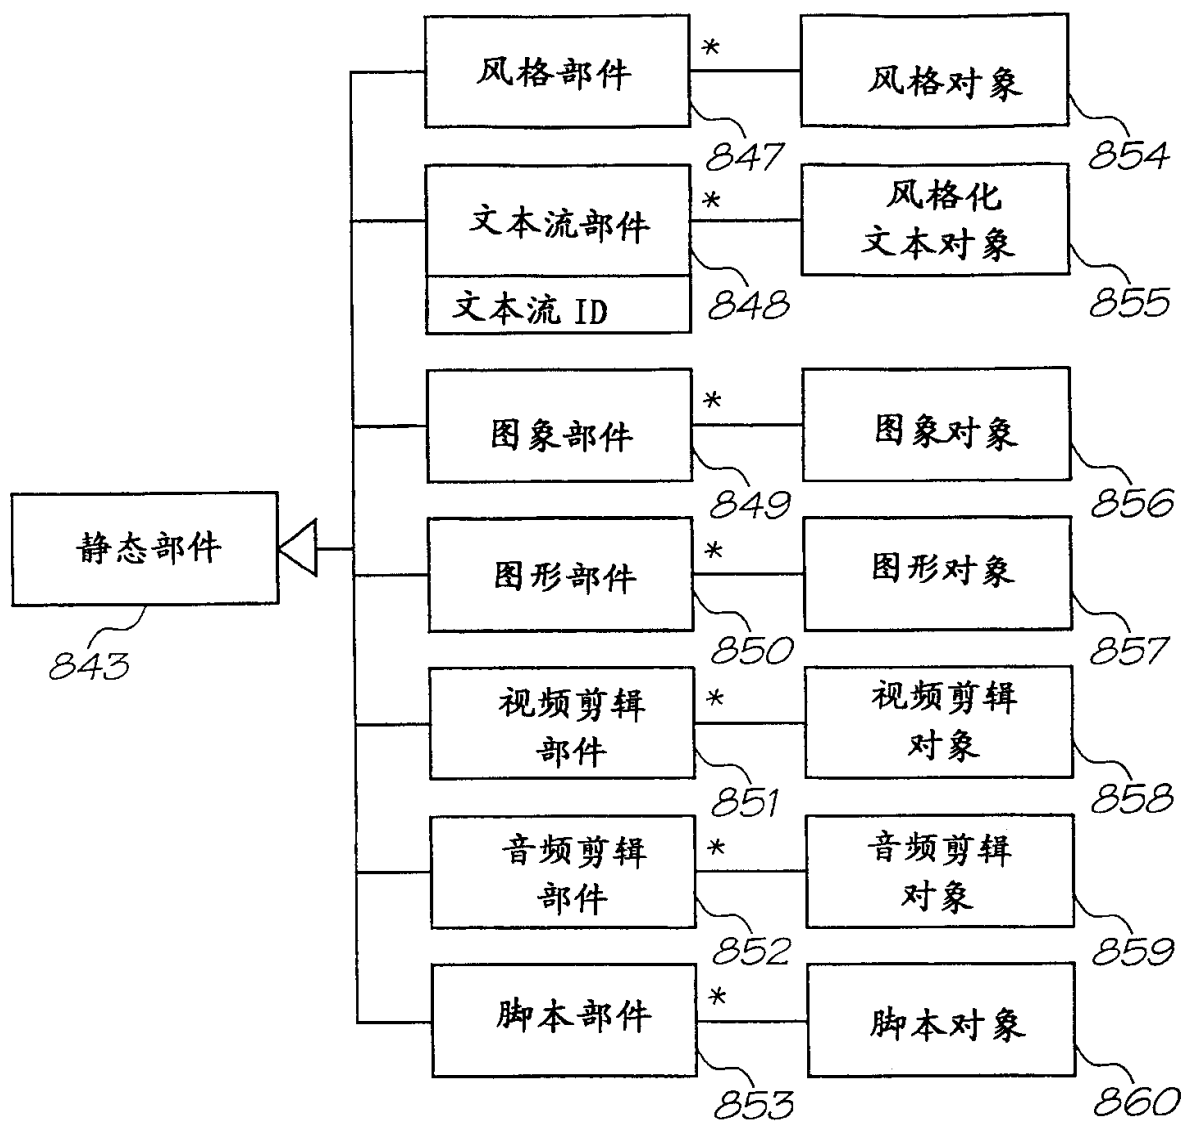 风格部件
*
风格对象
847
854
文本流部件
*
风格化
文本对象
文本流 ID
848
855
图象部件
*
图象对象
849
856
静态部件
843
图形部件
*
图形对象
850
857
视频剪辑
部件
*
视频剪辑
对象
851
858
音频剪辑
部件
*
音频剪辑
对象
852
859
脚本部件
*
脚本对象
853
860